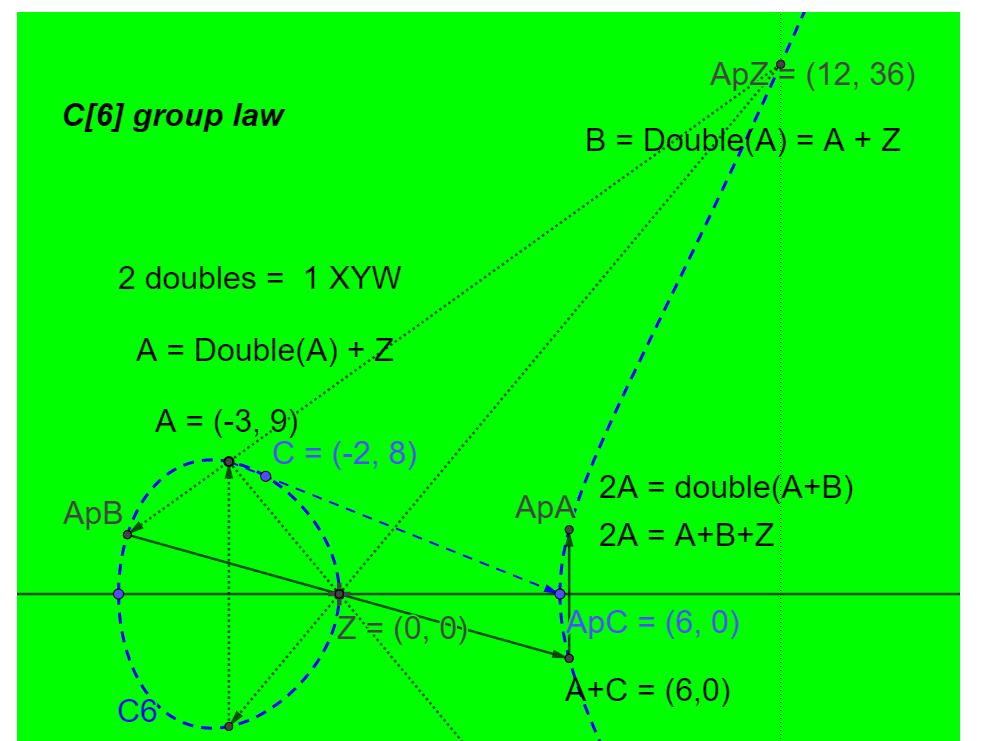 ApZ = (12, 36)
C[6] group law
B = Double(A) = A + Z
2 doubles = 1 XYW
A = Double(A) + Z
A = (-3, 9)
C = (-2, 8)
2A = double(A+B)
ApB
ApA
2A = A+B+Z
Z = (0, 0)
ApC = (6, 0)
A+C = (6,0)
C6